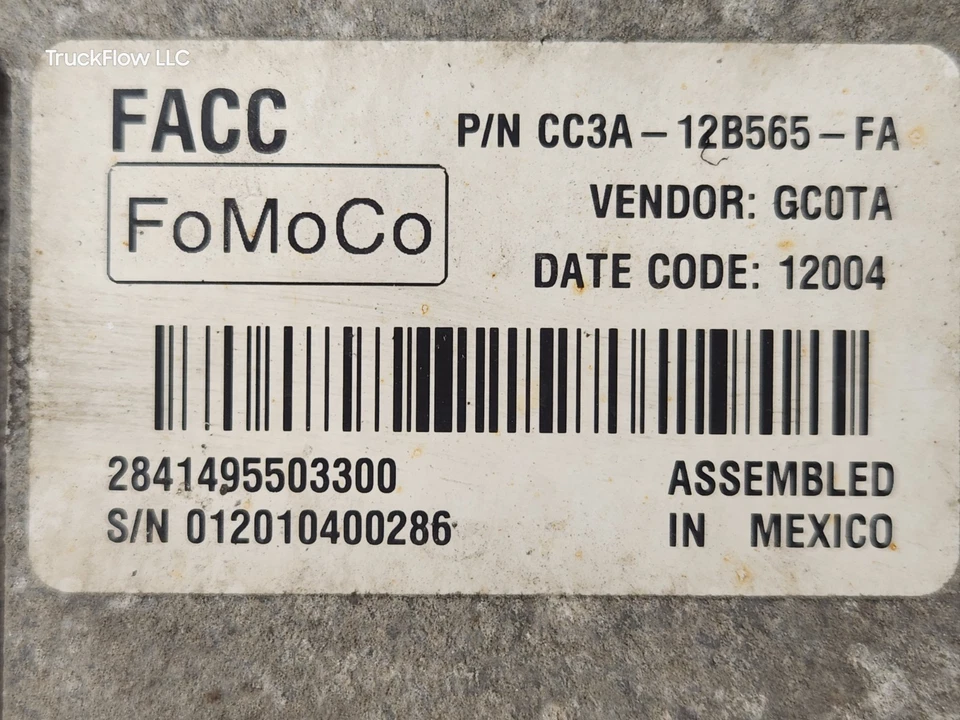 TruckFlow LLC
FACC
P/N CC3A-12B565-FA
FoMoCo
VENDOR: GC0TA
DATE CODE: 12004
2841495503300
ASSEMBLED
S/N 012010400286
IN MEXICO